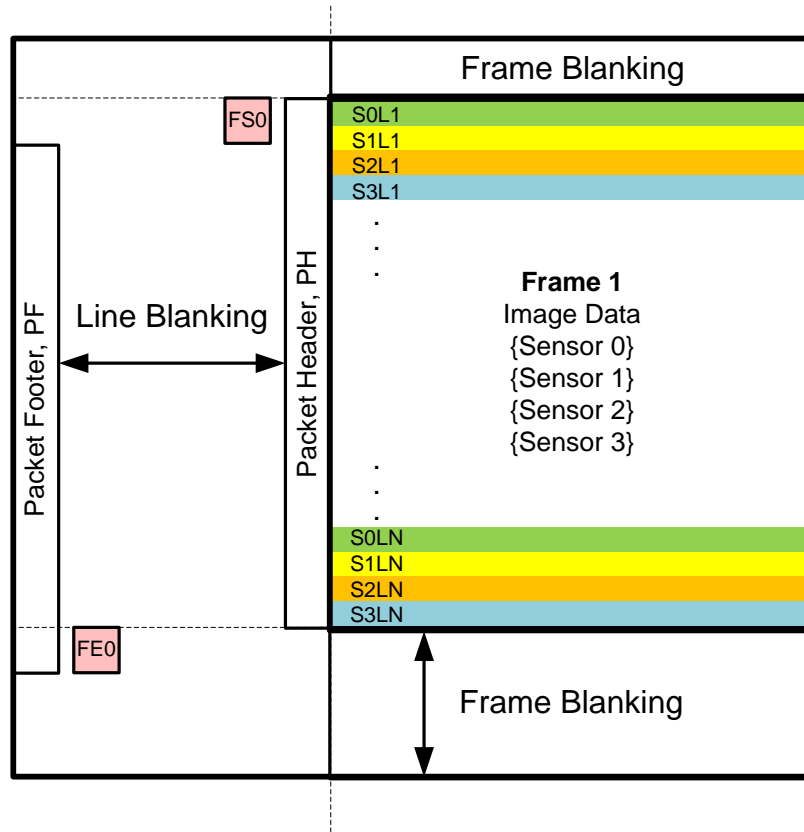 Frame Blanking
FS0
S0L1
S1L1
S2L1
S3L1
.
.
.
Packet Footer, PF
Line Blanking
Packet Header, PH
Frame 1
Image Data
{Sensor 0}
{Sensor 1}
{Sensor 2}
{Sensor 3}
.
.
.
S0LN
S1LN
S2LN
S3LN
FE0
Frame Blanking